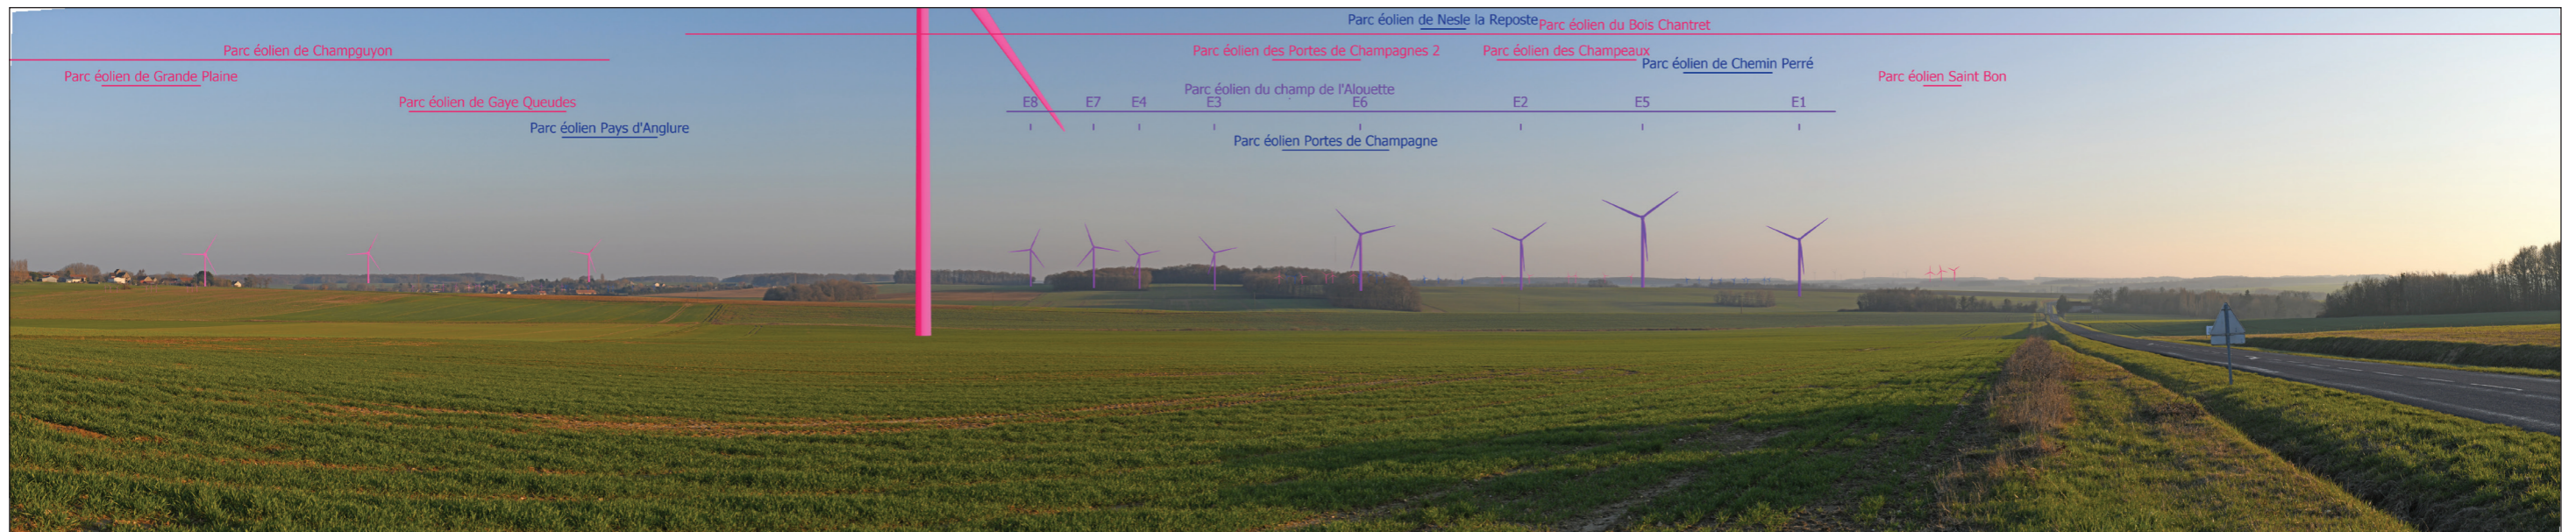 Parc éolien de Nesle la Reposte
Parc éolien du Bois Chantret
Parc éolien de Champguyon
Parc éolien des Portes de Champagnes 2
Parc éolien des Champeaux
Parc éolien de Chemin Perré
Parc éolien de Grande Plaine
Parc éolien Saint Bon
Parc éolien du champ de l'Alouette
Parc éolien de Gaye Queudes
E8 E7 E4 E3 E6 E2 E5 E1
Parc éolien Pays d'Anglure
Parc éolien Portes de Champagne